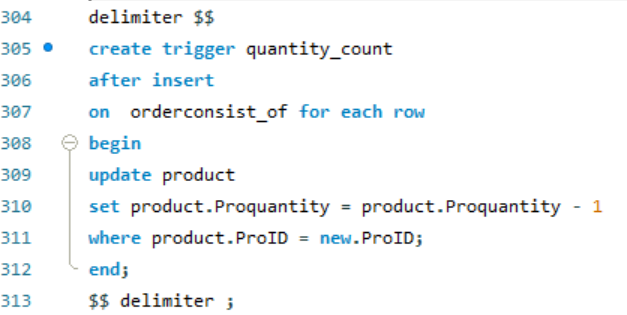 304 delimiter $$
305 create trigger quantity_count
306 after insert
307 on orderconsist_of for each row
308 begin
309 update product
310 set product.Proquantity = product.Proquantity - 1
311 where product.ProID = new.ProID;
312 end;
313 $$ delimiter ;